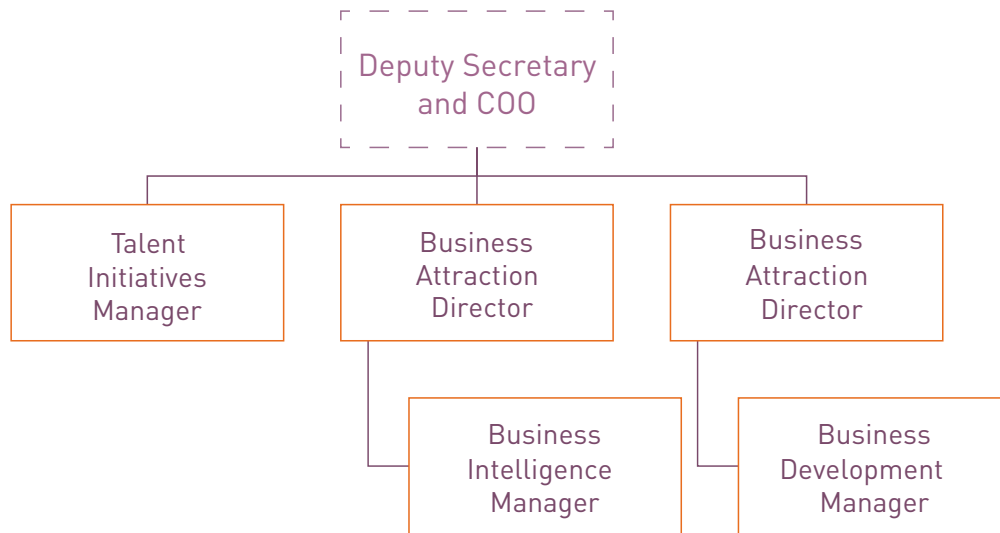 Deputy Secretary
and COO
Talent
Initiatives
Manager
Business
Attraction
Director
Business
Attraction
Director
Business
Intelligence
Manager
Business
Development
Manager